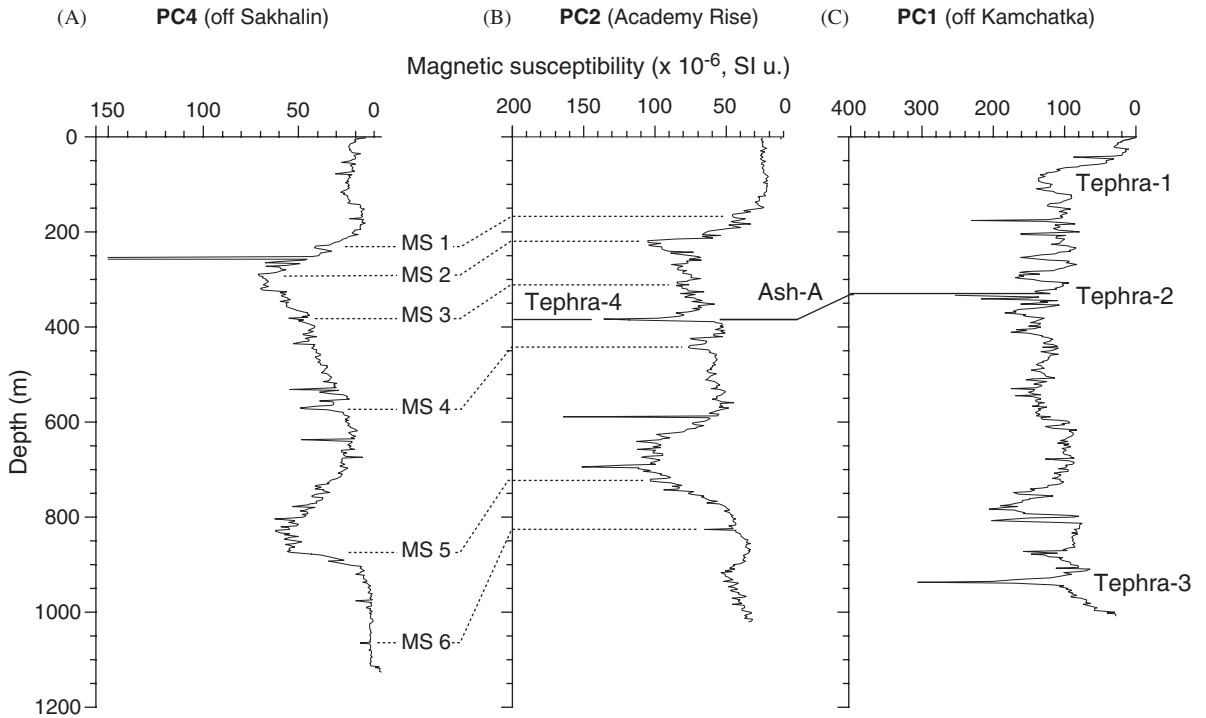 (A) PC4 (off Sakhalin) (B) PC2 (Academy Rise) (C) PC1 (off Kamchatka)
Magnetic susceptibility (x 10-6, SI u.)
150 100 50 0 200 150 100 50 0 400 300 200 100 0
0
Tephra-1
200
MS 1
MS 2
Ash-A
Tephra-4
Tephra-2
MS 3
400
MS 4
600
Depth (m)
800
MS 5
Tephra-3
1000
MS 6
1200